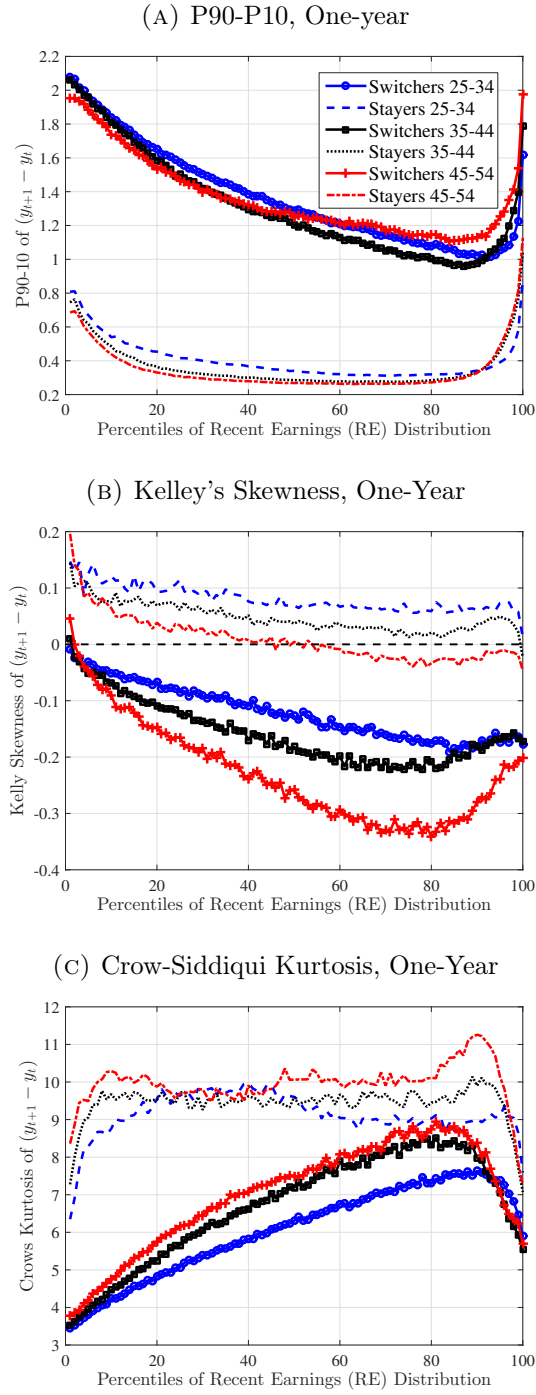 (A) P90-P10, One-year
P90-10 of (y_{t+1} − y_t)
2.2
2
1.8
1.6
1.4
1.2
1
0.8
0.6
0.4
0.2
Switchers 25-34
Stayers 25-34
Switchers 35-44
Stayers 35-44
Switchers 45-54
Stayers 45-54
0 20 40 60 80 100
Percentiles of Recent Earnings (RE) Distribution
(B) Kelley's Skewness, One-Year
Kelly Skewness of (y_{t+1} − y_t)
0.2
0.1
0
-0.1
-0.2
-0.3
-0.4
0 20 40 60 80 100
Percentiles of Recent Earnings (RE) Distribution
(C) Crow-Siddiqui Kurtosis, One-Year
Crows Kurtosis of (y_{t+1} − y_t)
12
11
10
9
8
7
6
5
4
3
0 20 40 60 80 100
Percentiles of Recent Earnings (RE) Distribution